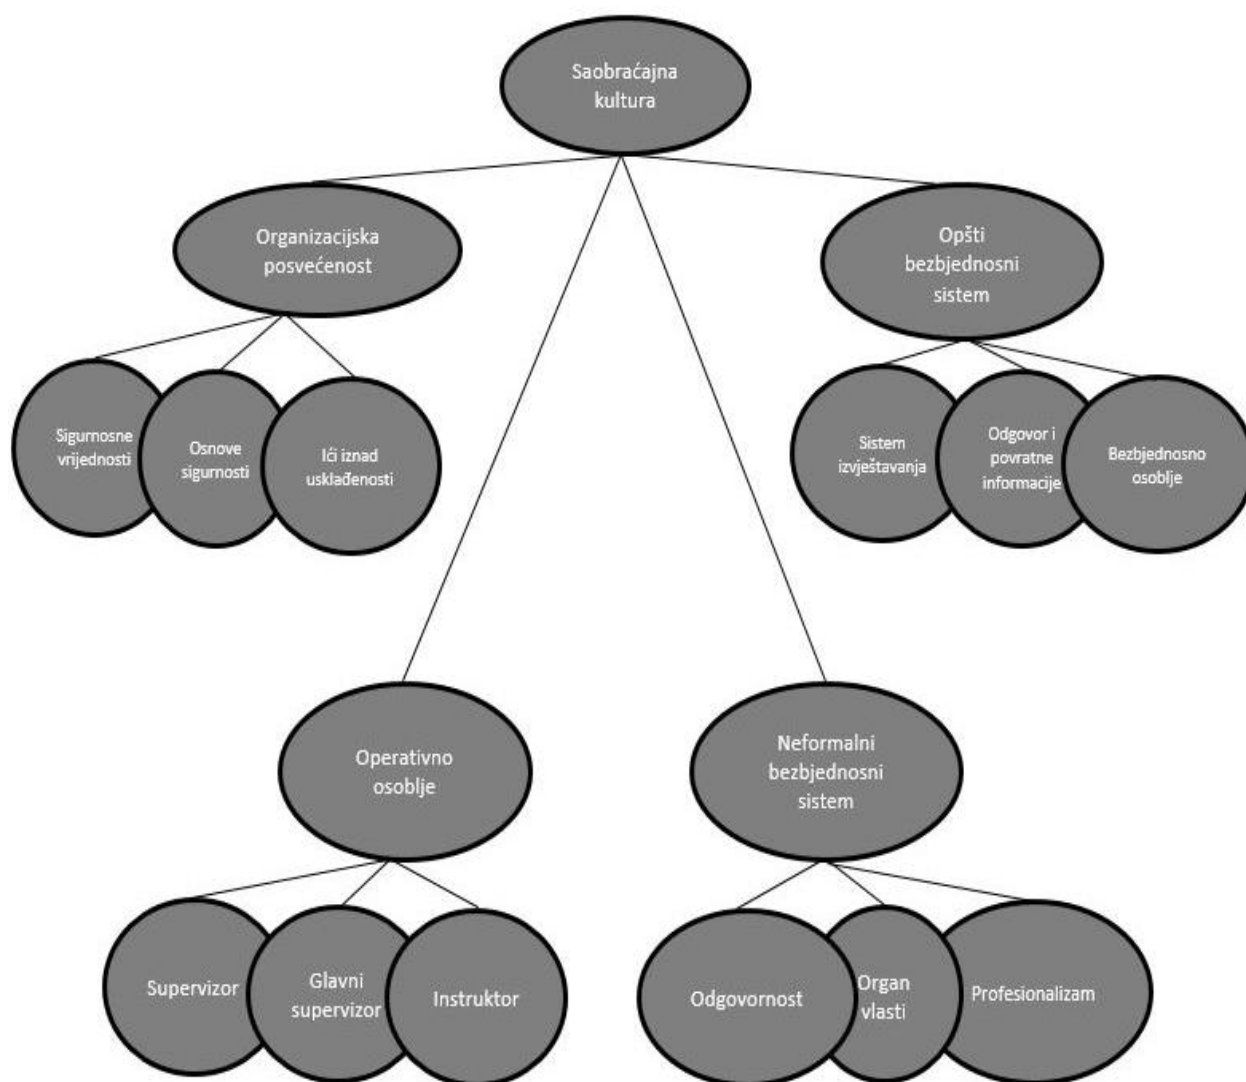 Saobraćajna
kultura
Organizacijska
posvećenost
Opšti
bezbjednosni
sistem
Sigurnosne
vrijednosti
Osnove
sigurnosti
Ići iznad
usklađenosti
Sistem
izvještavanja
Odgovor i
povratne
informacije
Bezbjednosno
osoblje
Operativno
osoblje
Neformalni
bezbjednosni
sistem
Supervizor
Glavni
supervizor
Instruktor
Odgovornost
Organ
vlasti
Profesionalizam